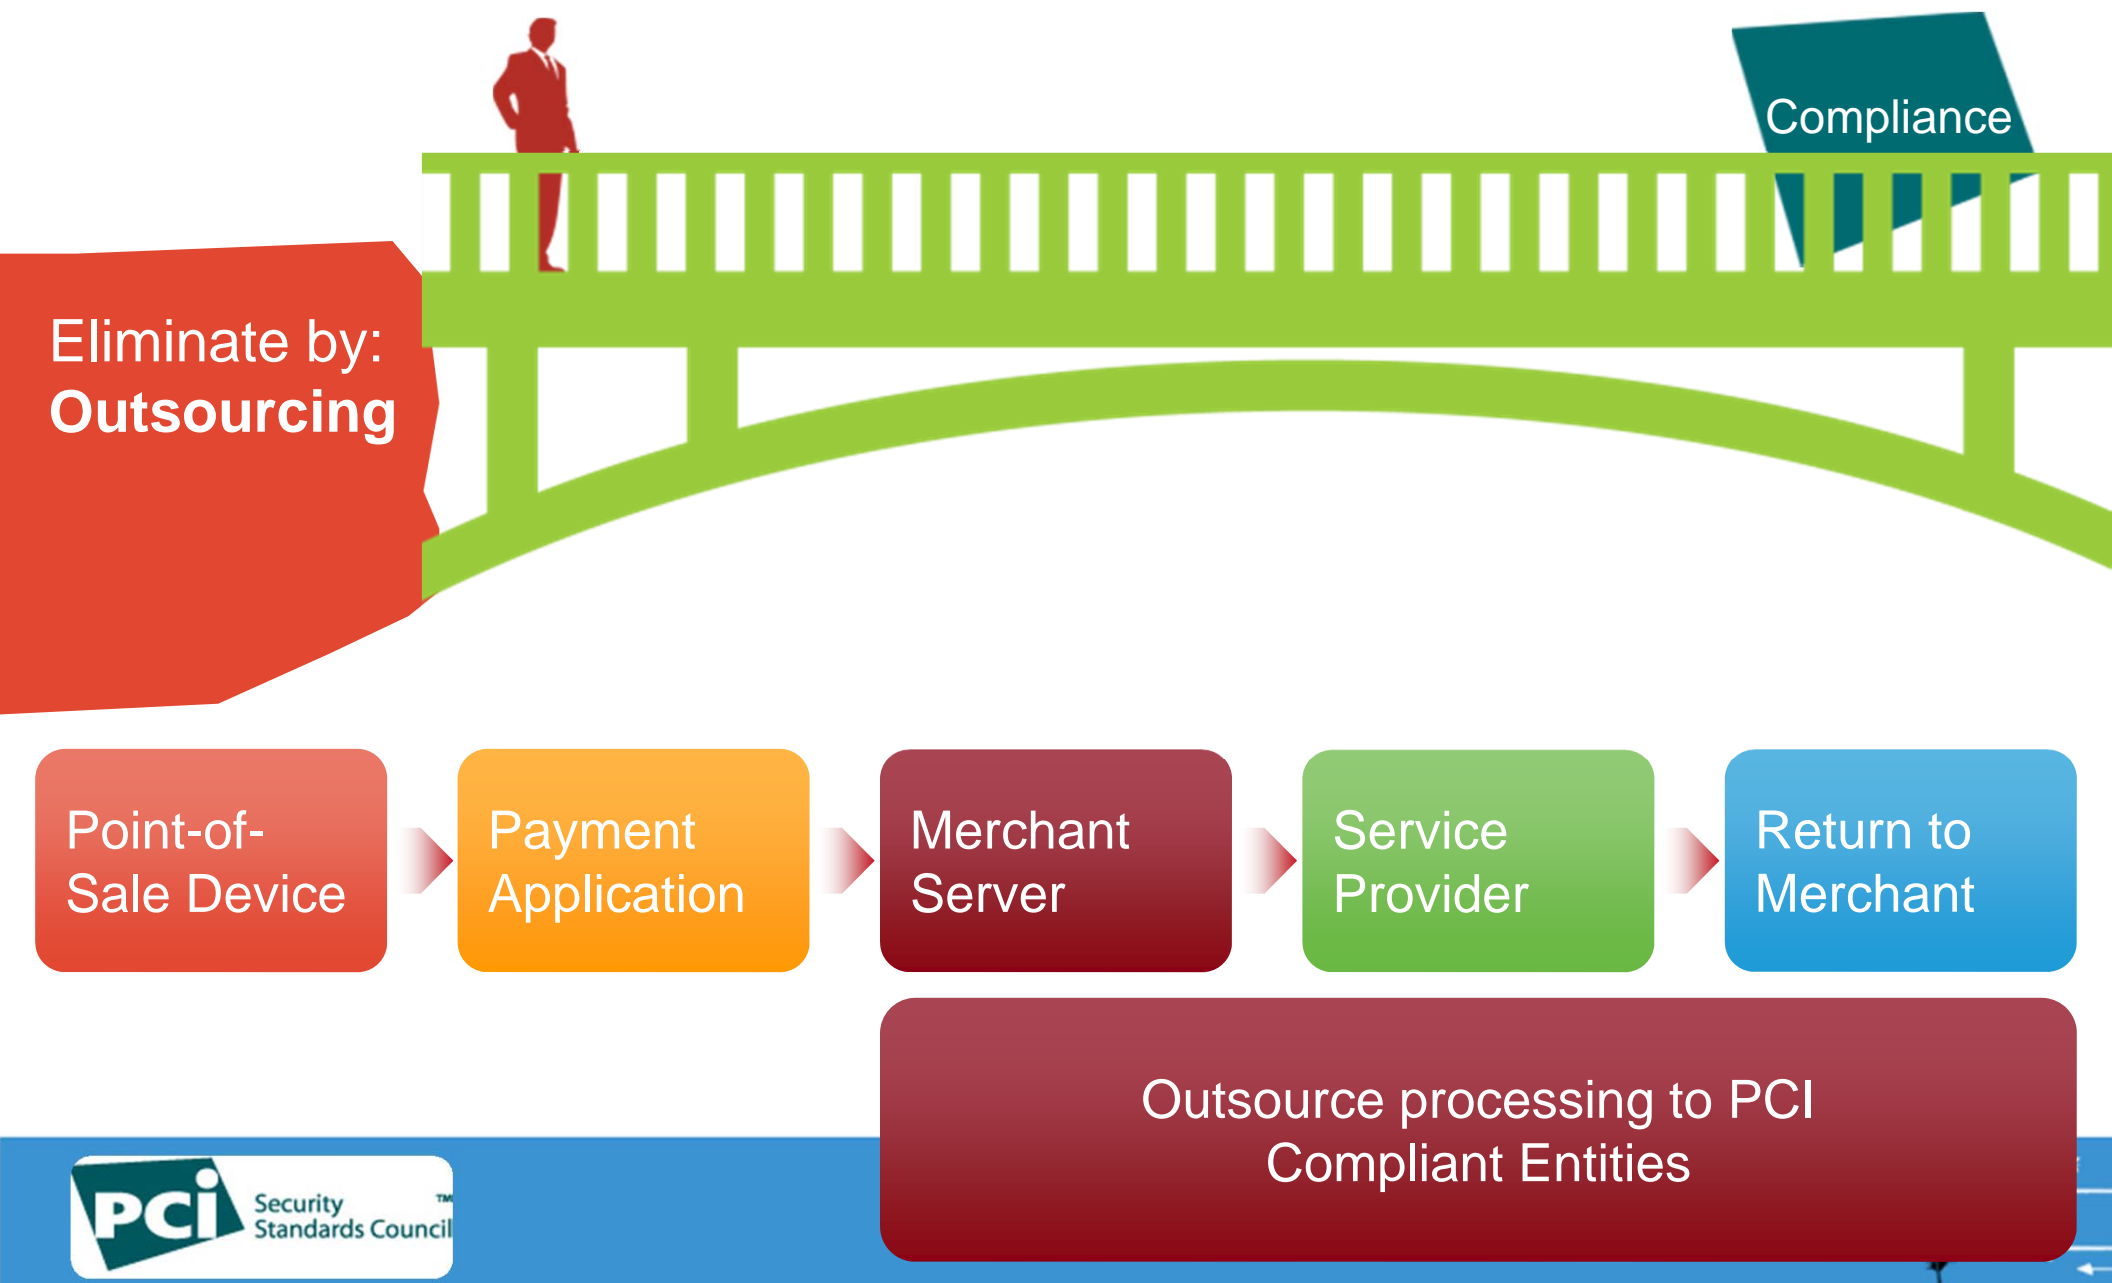 Compliance
Eliminate by:
Outsourcing
Point-of-
Sale Device
Payment
Application
Merchant
Server
Service
Provider
Return to
Merchant
Outsource processing to PCI
Compliant Entities
PCi
Security ™
Standards Council